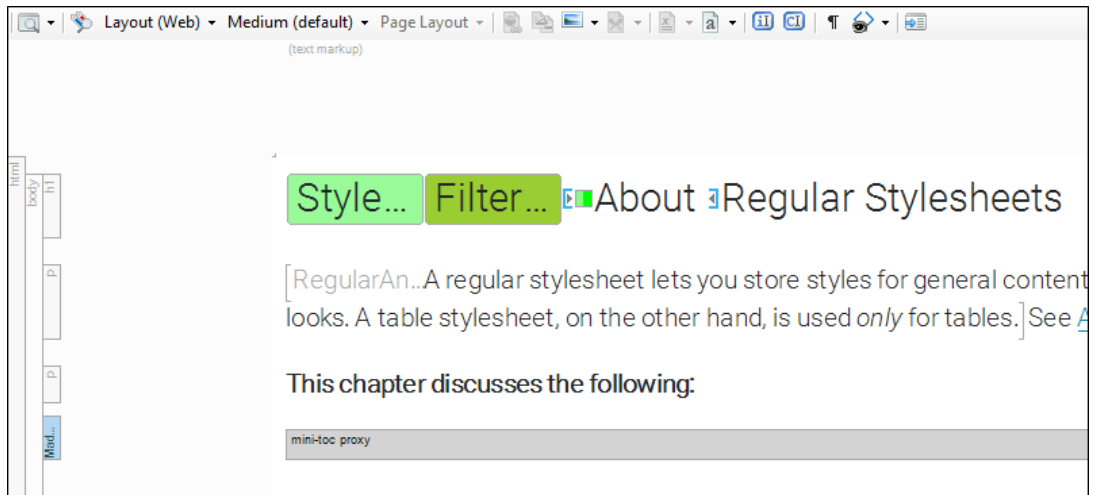 Layout (Web) Medium (default) Page Layout a iI CI ¶
(text markup)
html
body
h1
Style... Filter... About Regular Stylesheets
p
RegularAn..A regular stylesheet lets you store styles for general content
looks. A table stylesheet, on the other hand, is used only for tables. See A
p
This chapter discusses the following:
Mad...
mini-toc proxy